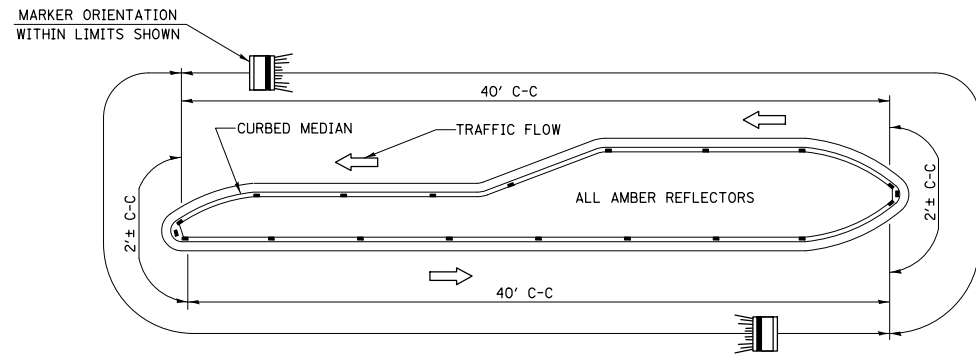 MARKER ORIENTATION
WITHIN LIMITS SHOWN
40' C-C
CURBED MEDIAN
TRAFFIC FLOW
ALL AMBER REFLECTORS
2'± C-C
2'± C-C
40' C-C